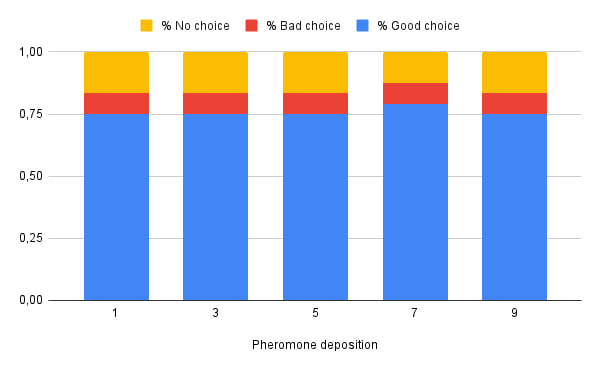 % No choice % Bad choice % Good choice
1,00
0,75
0,50
0,25
0,00
1 3 5 7 9
Pheromone deposition